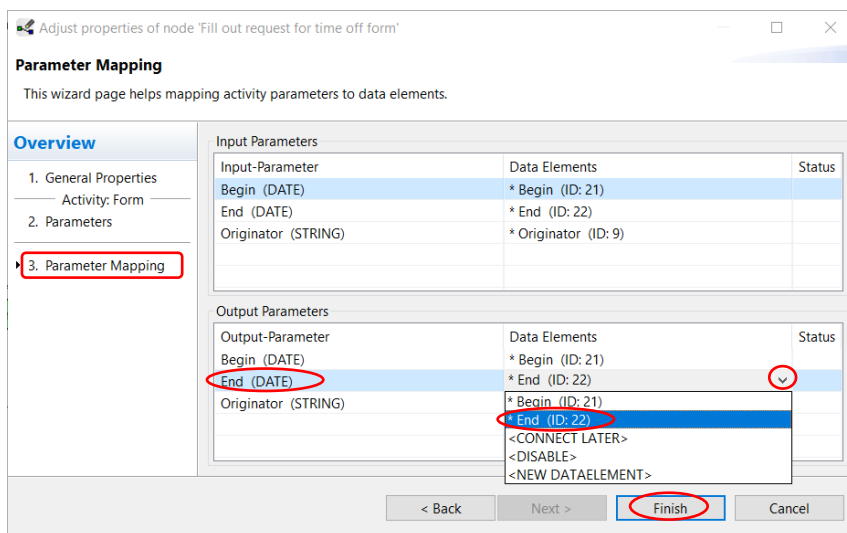 Adjust properties of node 'Fill out request for time off form'
Parameter Mapping
This wizard page helps mapping activity parameters to data elements.
Overview
1. General Properties
Activity: Form
2. Parameters
3. Parameter Mapping
Input Parameters
Input-Parameter Data Elements Status
Begin (DATE) * Begin (ID: 21)
End (DATE) * End (ID: 22)
Originator (STRING) * Originator (ID: 9)
Output Parameters
Output-Parameter Data Elements Status
Begin (DATE) * Begin (ID: 21)
End (DATE) * End (ID: 22)
Originator (STRING)
* Begin (ID: 21)
* End (ID: 22)
<CONNECT LATER>
<DISABLE>
<NEW DATAELEMENT>
< Back Next > Finish Cancel